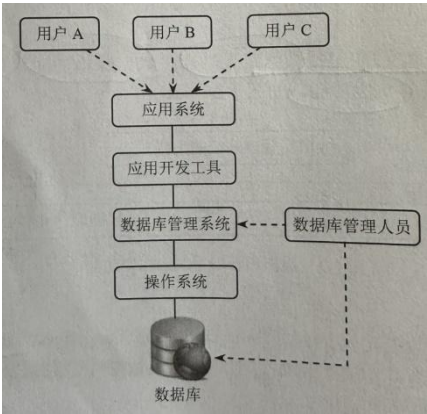 用户 A
用户 B
用户 C
应用系统
应用开发工具
数据库管理系统
数据库管理人员
操作系统
数据库